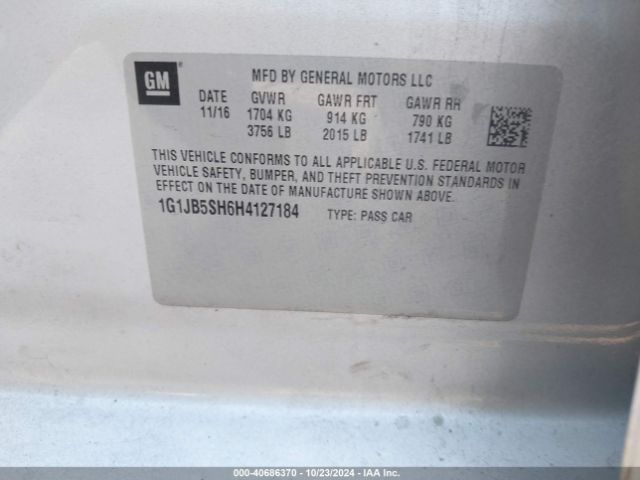 GM
®
MFD BY GENERAL MOTORS LLC
DATE GVWR GAWR FRT GAWR RR
11/16 1704 KG 914 KG 790 KG
3756 LB 2015 LB 1741 LB
THIS VEHICLE CONFORMS TO ALL APPLICABLE U.S. FEDERAL MOTOR
VEHICLE SAFETY, BUMPER, AND THEFT PREVENTION STANDARDS IN
EFFECT ON THE DATE OF MANUFACTURE SHOWN ABOVE.
1G1JB5SH6H4127184 TYPE: PASS CAR
000-40686370 • 10/23/2024 • IAA Inc.